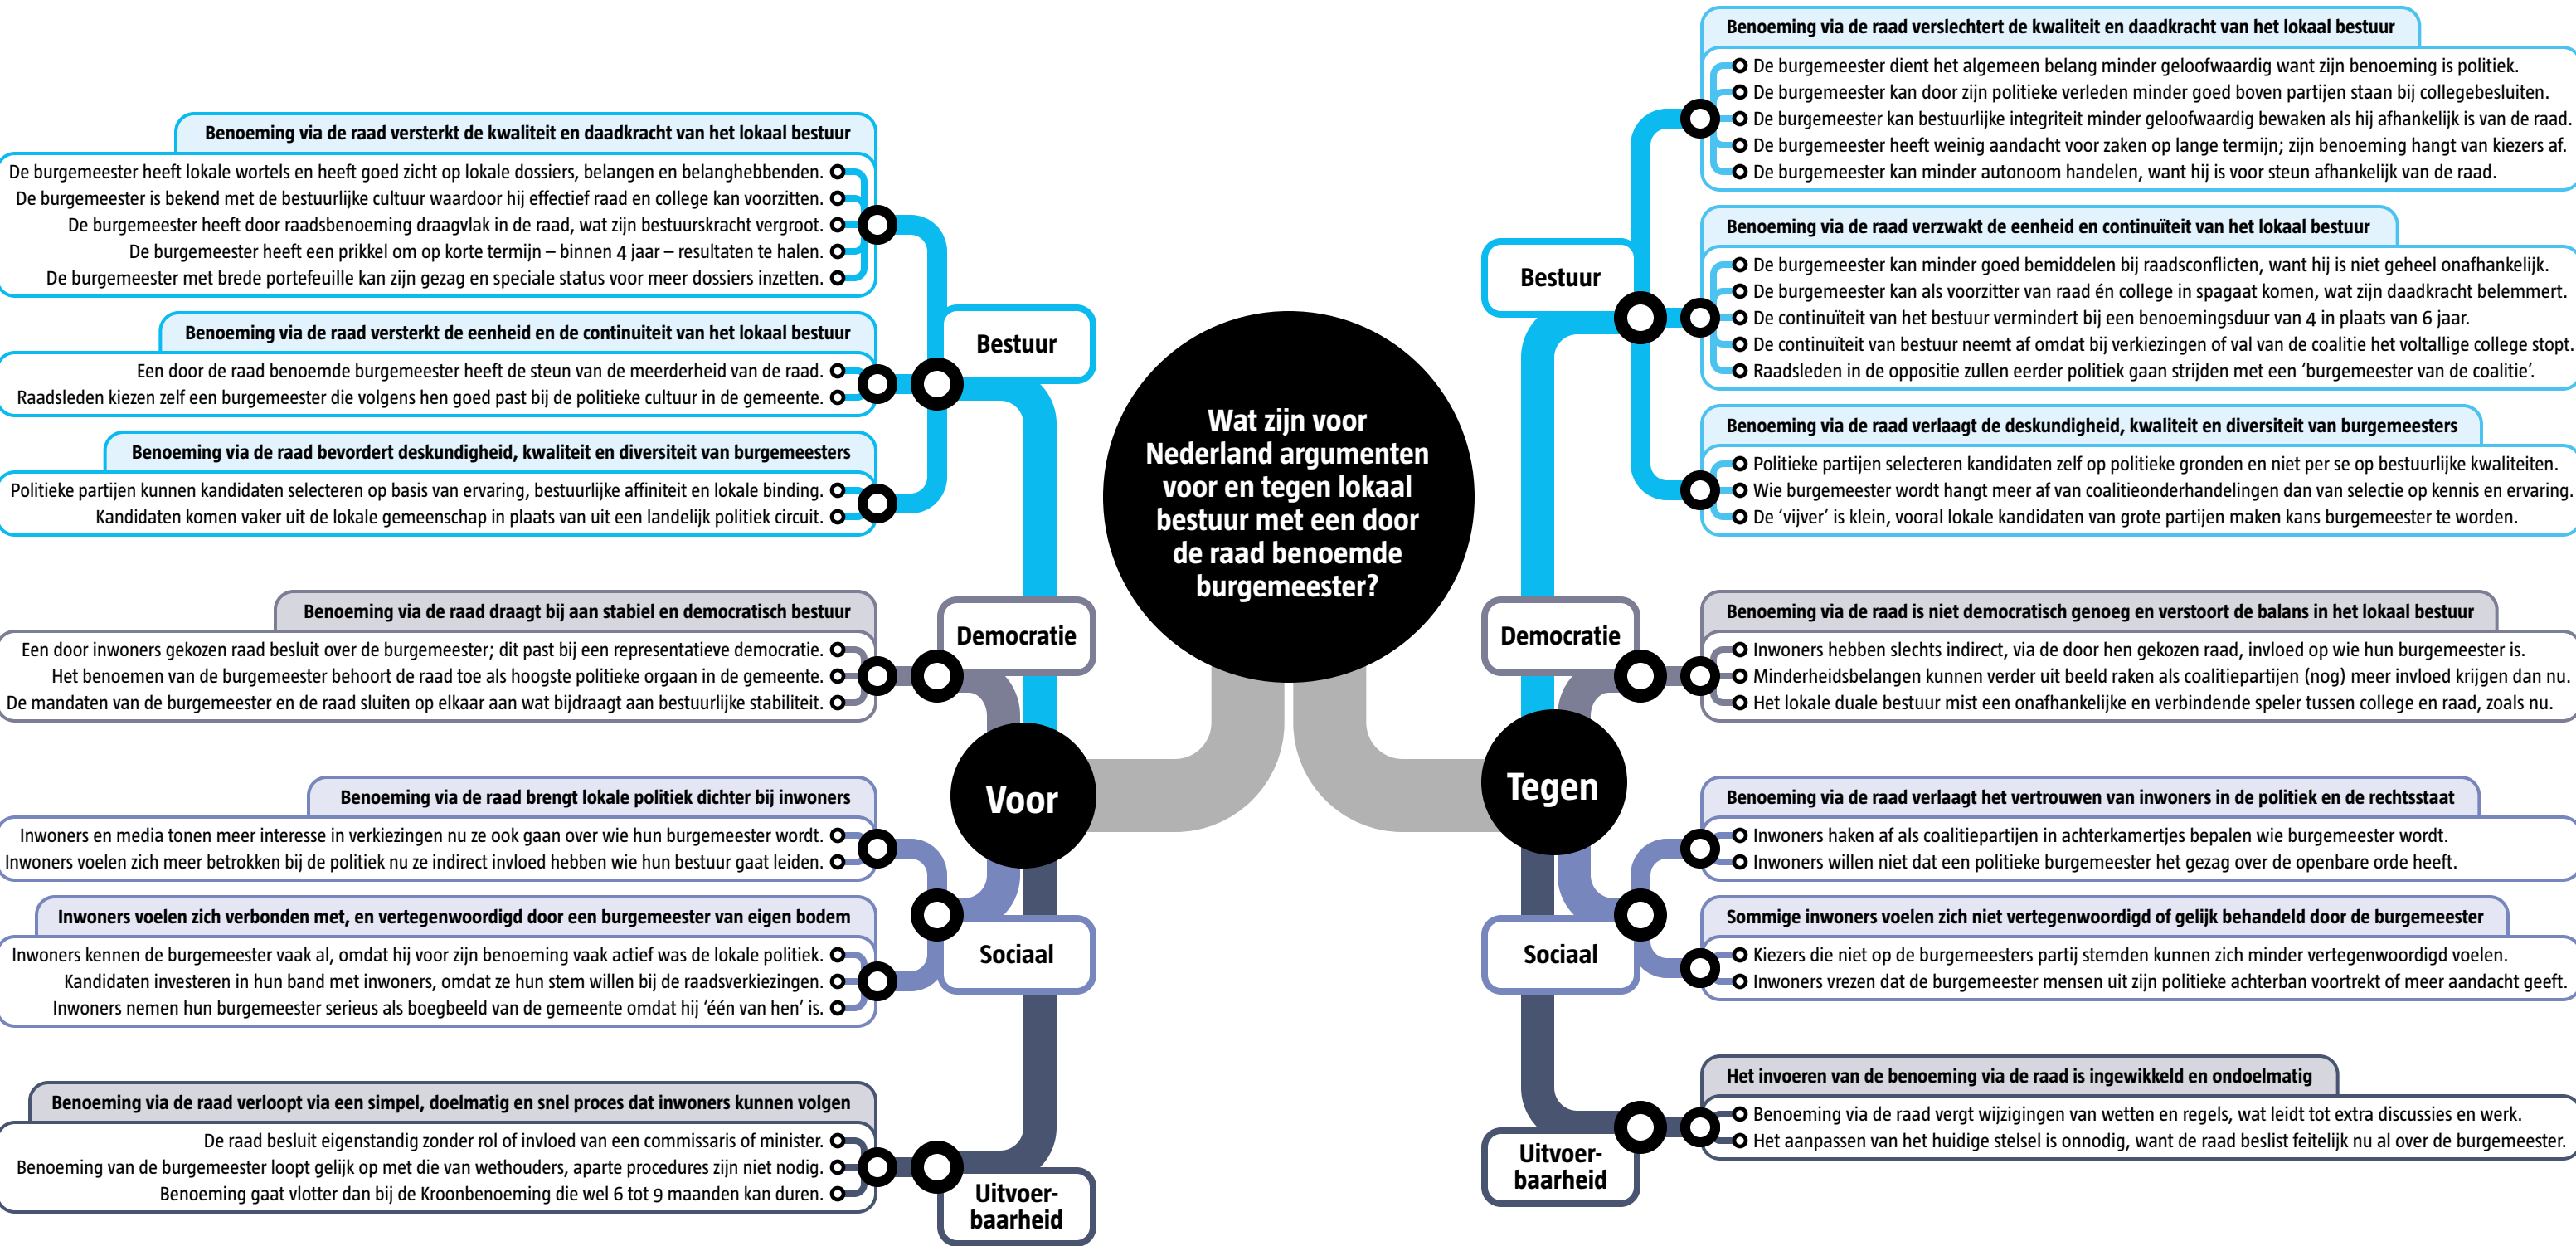 Wat zijn voor
Nederland argumenten
voor en tegen lokaal
bestuur met een door
de raad benoemde
burgemeester?
Voor
Bestuur
Benoeming via de raad versterkt de kwaliteit en daadkracht van het lokaal bestuur
De burgemeester heeft lokale wortels en heeft goed zicht op lokale dossiers, belangen en belanghebbenden.
De burgemeester is bekend met de bestuurlijke cultuur waardoor hij effectief raad en college kan voorzitten.
De burgemeester heeft door raadsbenoeming draagvlak in de raad, wat zijn bestuurskracht vergroot.
De burgemeester heeft een prikkel om op korte termijn – binnen 4 jaar – resultaten te halen.
De burgemeester met brede portefeuille kan zijn gezag en speciale status voor meer dossiers inzetten.
Benoeming via de raad versterkt de eenheid en de continuiteit van het lokaal bestuur
Een door de raad benoemde burgemeester heeft de steun van de meerderheid van de raad.
Raadsleden kiezen zelf een burgemeester die volgens hen goed past bij de politieke cultuur in de gemeente.
Benoeming via de raad bevordert deskundigheid, kwaliteit en diversiteit van burgemeesters
Politieke partijen kunnen kandidaten selecteren op basis van ervaring, bestuurlijke affiniteit en lokale binding.
Kandidaten komen vaker uit de lokale gemeenschap in plaats van uit een landelijk politiek circuit.
Democratie
Benoeming via de raad draagt bij aan stabiel en democratisch bestuur
Een door inwoners gekozen raad besluit over de burgemeester; dit past bij een representatieve democratie.
Het benoemen van de burgemeester behoort de raad toe als hoogste politieke orgaan in de gemeente.
De mandaten van de burgemeester en de raad sluiten op elkaar aan wat bijdraagt aan bestuurlijke stabiliteit.
Sociaal
Benoeming via de raad brengt lokale politiek dichter bij inwoners
Inwoners en media tonen meer interesse in verkiezingen nu ze ook gaan over wie hun burgemeester wordt.
Inwoners voelen zich meer betrokken bij de politiek nu ze indirect invloed hebben wie hun bestuur gaat leiden.
Inwoners voelen zich verbonden met, en vertegenwoordigd door een burgemeester van eigen bodem
Inwoners kennen de burgemeester vaak al, omdat hij voor zijn benoeming vaak actief was de lokale politiek.
Kandidaten investeren in hun band met inwoners, omdat ze hun stem willen bij de raadsverkiezingen.
Inwoners nemen hun burgemeester serieus als boegbeeld van de gemeente omdat hij ‘één van hen’ is.
Uitvoer-
baarheid
Benoeming via de raad verloopt via een simpel, doelmatig en snel proces dat inwoners kunnen volgen
De raad besluit eigenstandig zonder rol of invloed van een commissaris of minister.
Benoeming van de burgemeester loopt gelijk op met die van wethouders, aparte procedures zijn niet nodig.
Benoeming gaat vlotter dan bij de Kroonbenoeming die wel 6 tot 9 maanden kan duren.
Tegen
Bestuur
Benoeming via de raad verslechtert de kwaliteit en daadkracht van het lokaal bestuur
De burgemeester dient het algemeen belang minder geloofwaardig want zijn benoeming is politiek.
De burgemeester kan door zijn politieke verleden minder goed boven partijen staan bij collegebesluiten.
De burgemeester kan bestuurlijke integriteit minder geloofwaardig bewaken als hij afhankelijk is van de raad.
De burgemeester heeft weinig aandacht voor zaken op lange termijn; zijn benoeming hangt van kiezers af.
De burgemeester kan minder autonoom handelen, want hij is voor steun afhankelijk van de raad.
Benoeming via de raad verzwakt de eenheid en continuïteit van het lokaal bestuur
De burgemeester kan minder goed bemiddelen bij raadsconflicten, want hij is niet geheel onafhankelijk.
De burgemeester kan als voorzitter van raad én college in spagaat komen, wat zijn daadkracht belemmert.
De continuïteit van het bestuur vermindert bij een benoemingsduur van 4 in plaats van 6 jaar.
De continuïteit van bestuur neemt af omdat bij verkiezingen of val van de coalitie het voltallige college stopt.
Raadsleden in de oppositie zullen eerder politiek gaan strijden met een ‘burgemeester van de coalitie’.
Benoeming via de raad verlaagt de deskundigheid, kwaliteit en diversiteit van burgemeesters
Politieke partijen selecteren kandidaten zelf op politieke gronden en niet per se op bestuurlijke kwaliteiten.
Wie burgemeester wordt hangt meer af van coalitieonderhandelingen dan van selectie op kennis en ervaring.
De ‘vijver’ is klein, vooral lokale kandidaten van grote partijen maken kans burgemeester te worden.
Democratie
Benoeming via de raad is niet democratisch genoeg en verstoort de balans in het lokaal bestuur
Inwoners hebben slechts indirect, via de door hen gekozen raad, invloed op wie hun burgemeester is.
Minderheidsbelangen kunnen verder uit beeld raken als coalitiepartijen (nog) meer invloed krijgen dan nu.
Het lokale duale bestuur mist een onafhankelijke en verbindende speler tussen college en raad, zoals nu.
Sociaal
Benoeming via de raad verlaagt het vertrouwen van inwoners in de politiek en de rechtsstaat
Inwoners haken af als coalitiepartijen in achterkamertjes bepalen wie burgemeester wordt.
Inwoners willen niet dat een politieke burgemeester het gezag over de openbare orde heeft.
Sommige inwoners voelen zich niet vertegenwoordigd of gelijk behandeld door de burgemeester
Kiezers die niet op de burgemeesters partij stemden kunnen zich minder vertegenwoordigd voelen.
Inwoners vrezen dat de burgemeester mensen uit zijn politieke achterban voortrekt of meer aandacht geeft.
Uitvoer-
baarheid
Het invoeren van de benoeming via de raad is ingewikkeld en ondoelmatig
Benoeming via de raad vergt wijzigingen van wetten en regels, wat leidt tot extra discussies en werk.
Het aanpassen van het huidige stelsel is onnodig, want de raad beslist feitelijk nu al over de burgemeester.